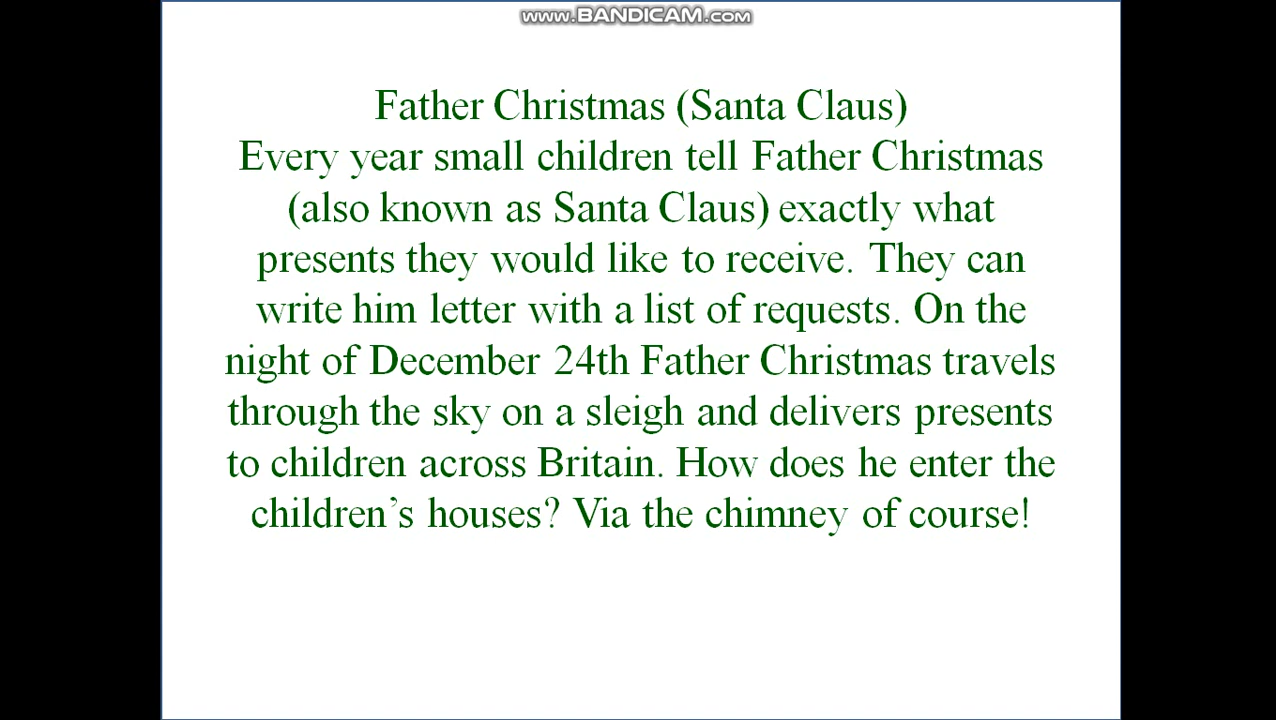 www.BANDICAM.com
Father Christmas (Santa Claus)
Every year small children tell Father Christmas
(also known as Santa Claus) exactly what
presents they would like to receive. They can
write him letter with a list of requests. On the
night of December 24th Father Christmas travels
through the sky on a sleigh and delivers presents
to children across Britain. How does he enter the
children’s houses? Via the chimney of course!